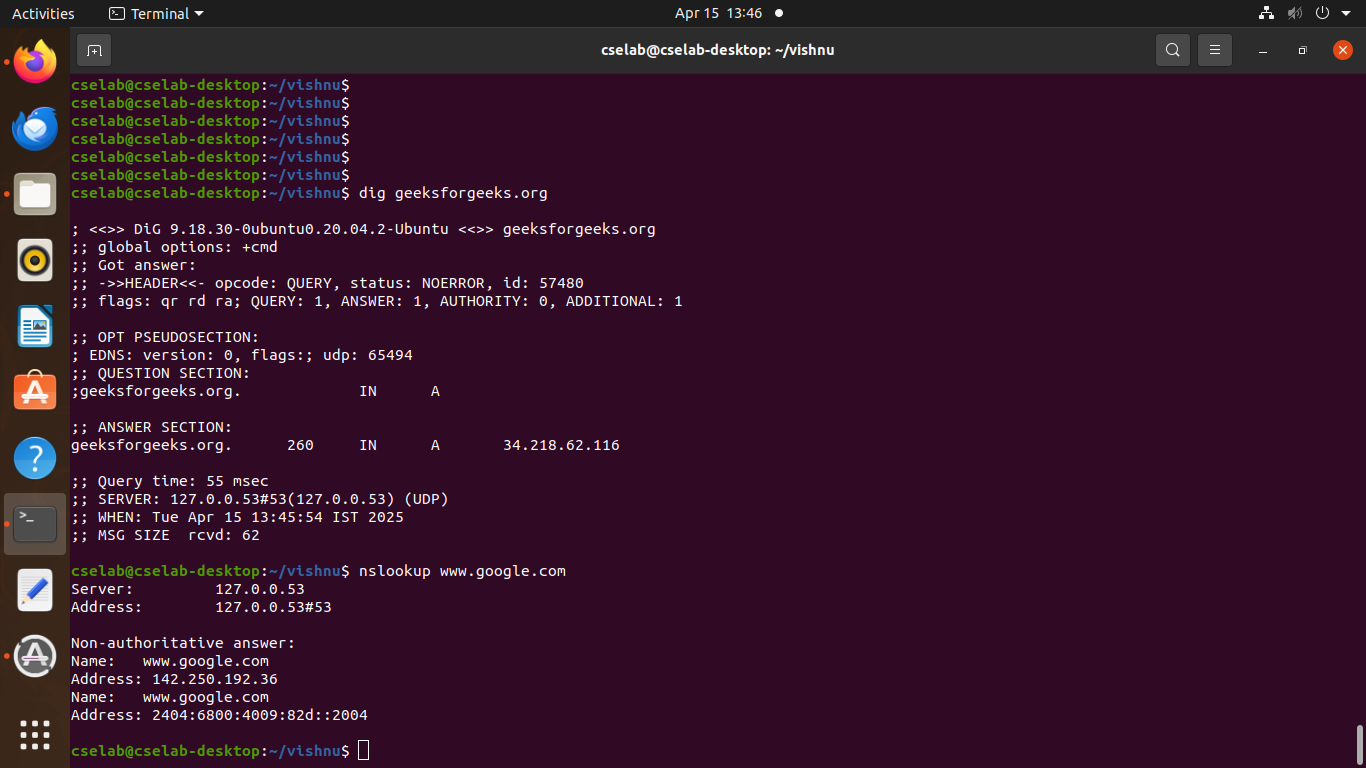 Activities Terminal Apr 15 13:46
cselab@cselab-desktop: ~/vishnu
cselab@cselab-desktop:~/vishnu$
cselab@cselab-desktop:~/vishnu$
cselab@cselab-desktop:~/vishnu$
cselab@cselab-desktop:~/vishnu$
cselab@cselab-desktop:~/vishnu$
cselab@cselab-desktop:~/vishnu$
cselab@cselab-desktop:~/vishnu$ dig geeksforgeeks.org
; <<>> DiG 9.18.30-0ubuntu0.20.04.2-Ubuntu <<>> geeksforgeeks.org
;; global options: +cmd
;; Got answer:
;; ->>HEADER<<- opcode: QUERY, status: NOERROR, id: 57480
;; flags: qr rd ra; QUERY: 1, ANSWER: 1, AUTHORITY: 0, ADDITIONAL: 1
;; OPT PSEUDOSECTION:
; EDNS: version: 0, flags:; udp: 65494
;; QUESTION SECTION:
;geeksforgeeks.org. IN A
;; ANSWER SECTION:
geeksforgeeks.org. 260 IN A 34.218.62.116
;; Query time: 55 msec
;; SERVER: 127.0.0.53#53(127.0.0.53) (UDP)
;; WHEN: Tue Apr 15 13:45:54 IST 2025
;; MSG SIZE rcvd: 62
cselab@cselab-desktop:~/vishnu$ nslookup www.google.com
Server: 127.0.0.53
Address: 127.0.0.53#53
Non-authoritative answer:
Name: www.google.com
Address: 142.250.192.36
Name: www.google.com
Address: 2404:6800:4009:82d::2004
cselab@cselab-desktop:~/vishnu$